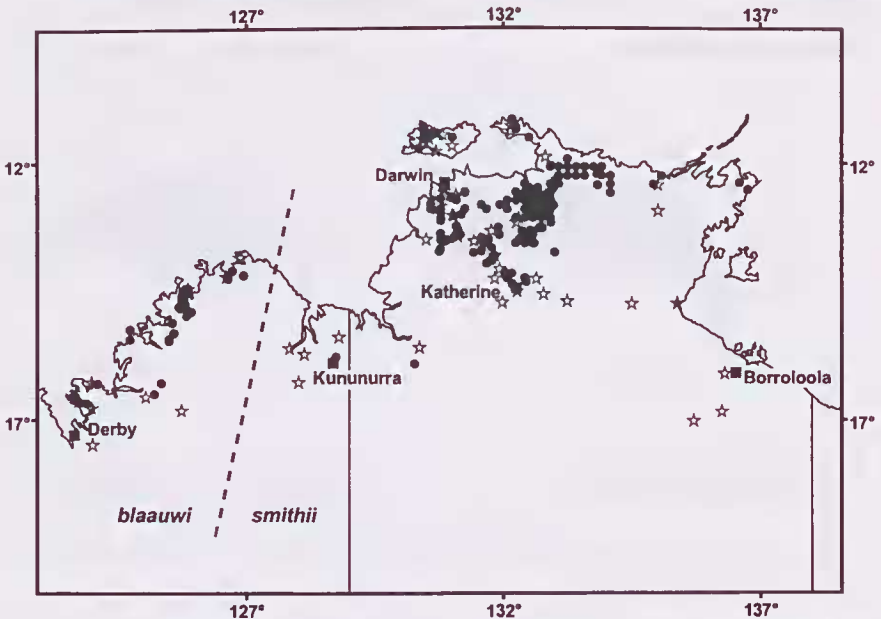 127° 132° 137°
12° 12°
Darwin
Katherine
Kununurra
Borroloola
17° 17°
Derby
blaauwi smithii
127° 132° 137°